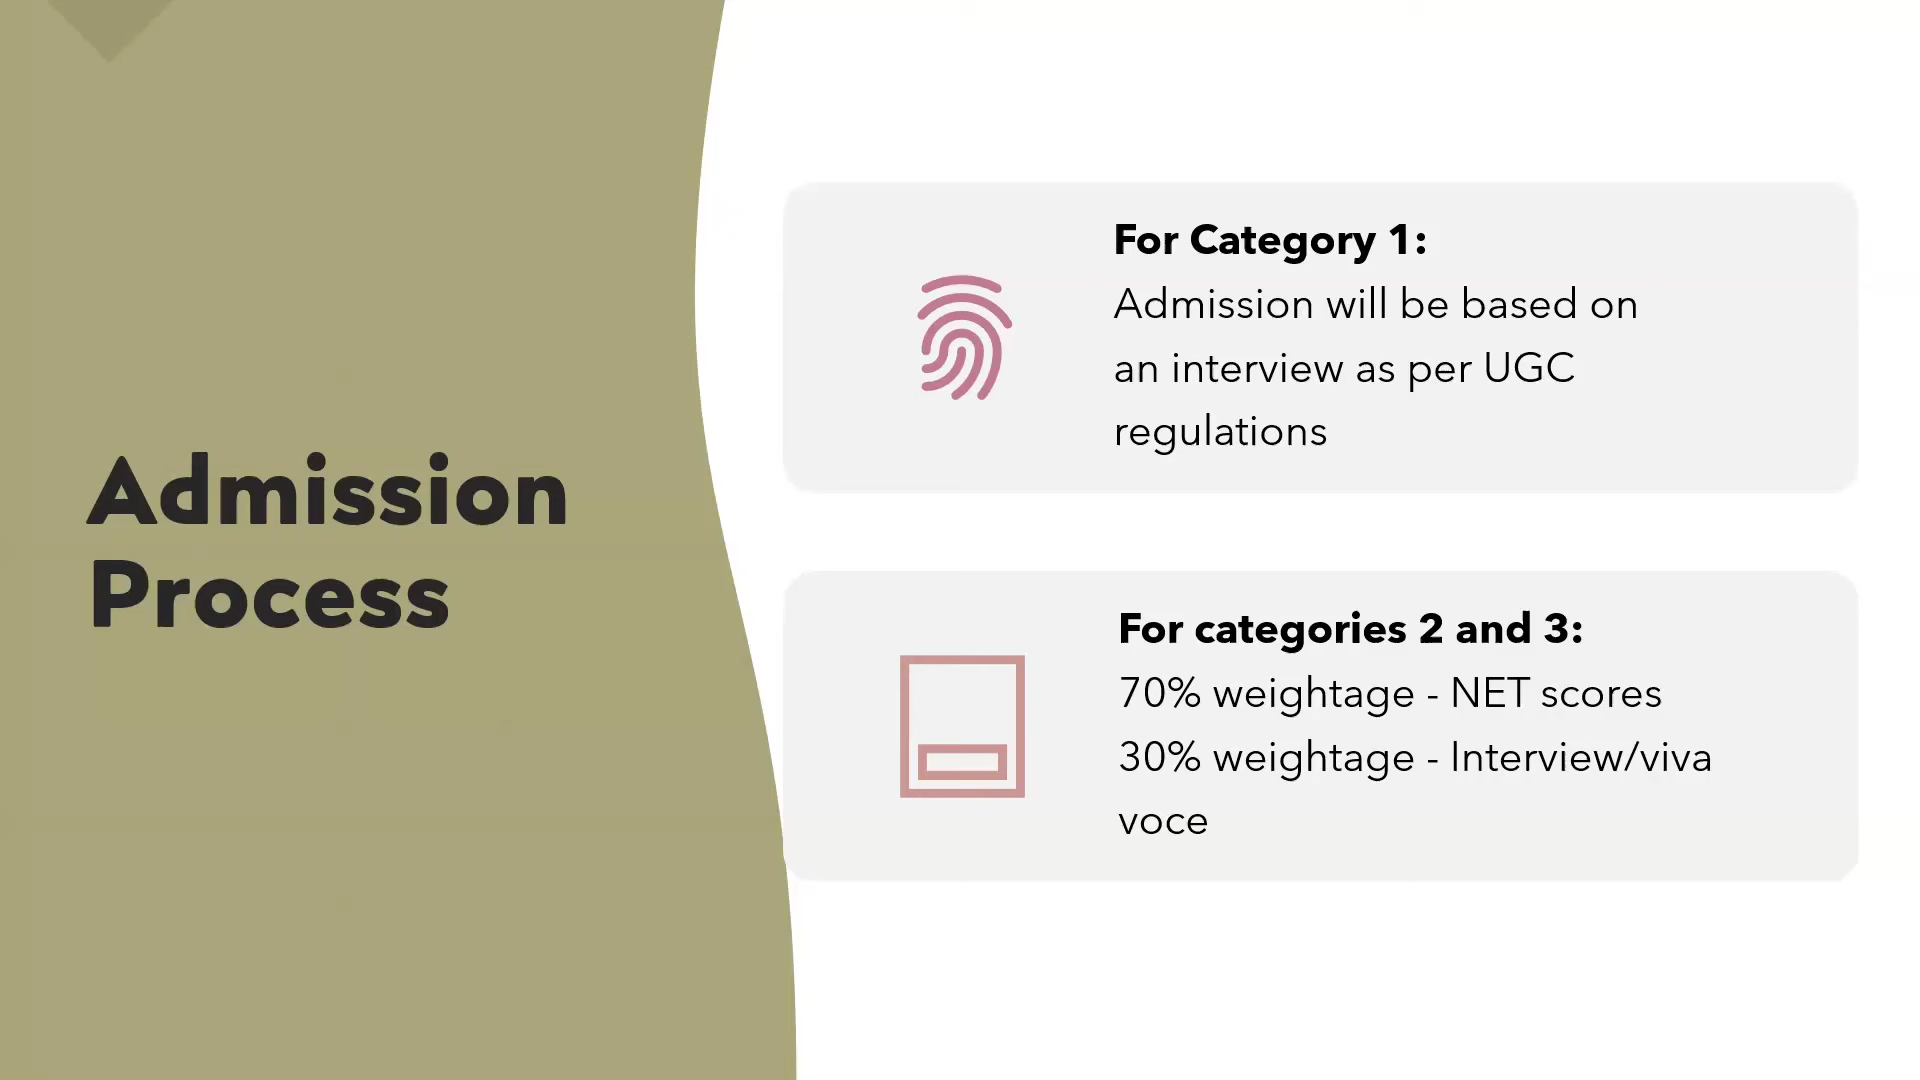 Admission
Process
For Category 1:
Admission will be based on
an interview as per UGC
regulations
For categories 2 and 3:
70% weightage - NET scores
30% weightage - Interview/viva
voce